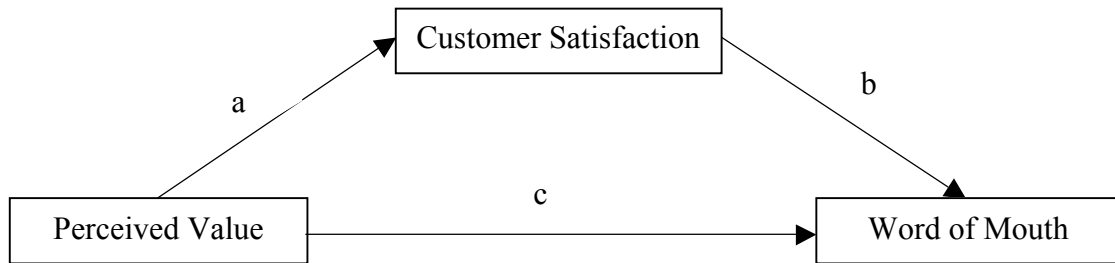 Customer Satisfaction
a
b
c
Perceived Value
Word of Mouth